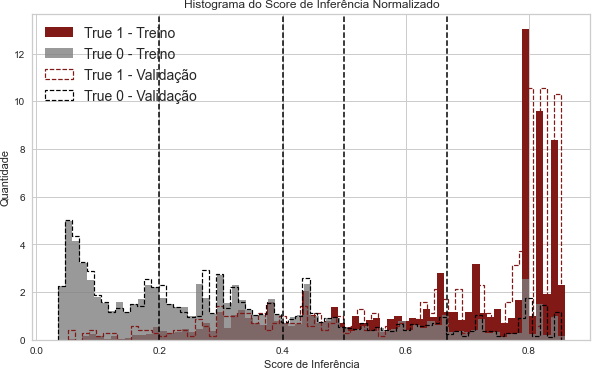 Histograma do Score de Inferência Normalizado
True 1 - Treino
True 0 - Treino
True 1 - Validação
True 0 - Validação
Quantidade
12
10
8
6
4
2
0
0.0 0.2 0.4 0.6 0.8
Score de Inferência